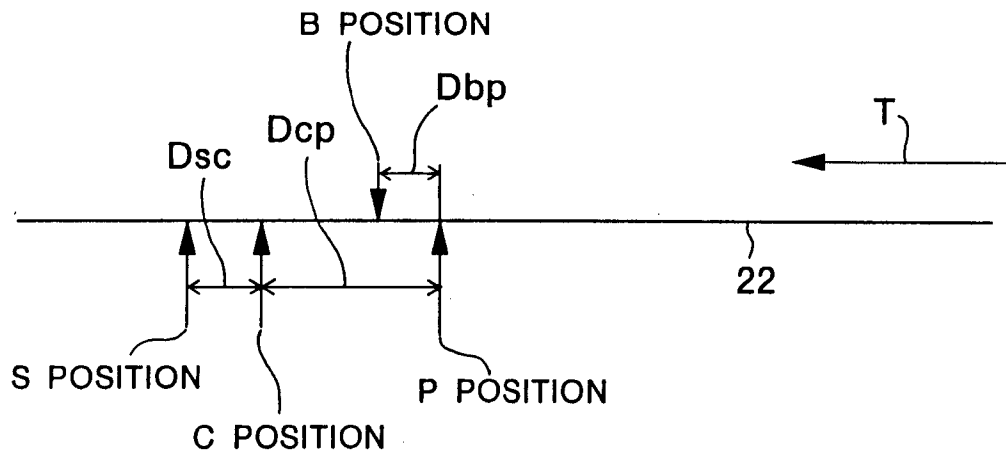 B POSITION
Dbp
Dcp
T
Dsc
22
S POSITION
P POSITION
C POSITION